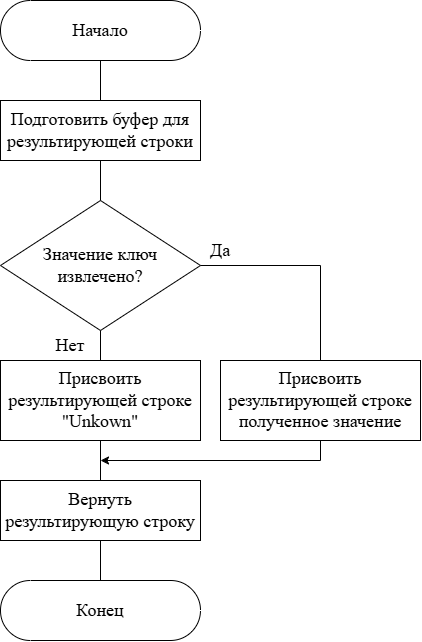 Начало
Подготовить буфер для
результирующей строки
Значение ключ
извлечено?
Да
Нет
Присвоить
результирующей строке
"Unkown"
Присвоить
результирующей строке
полученное значение
Вернуть
результирующую строку
Конец